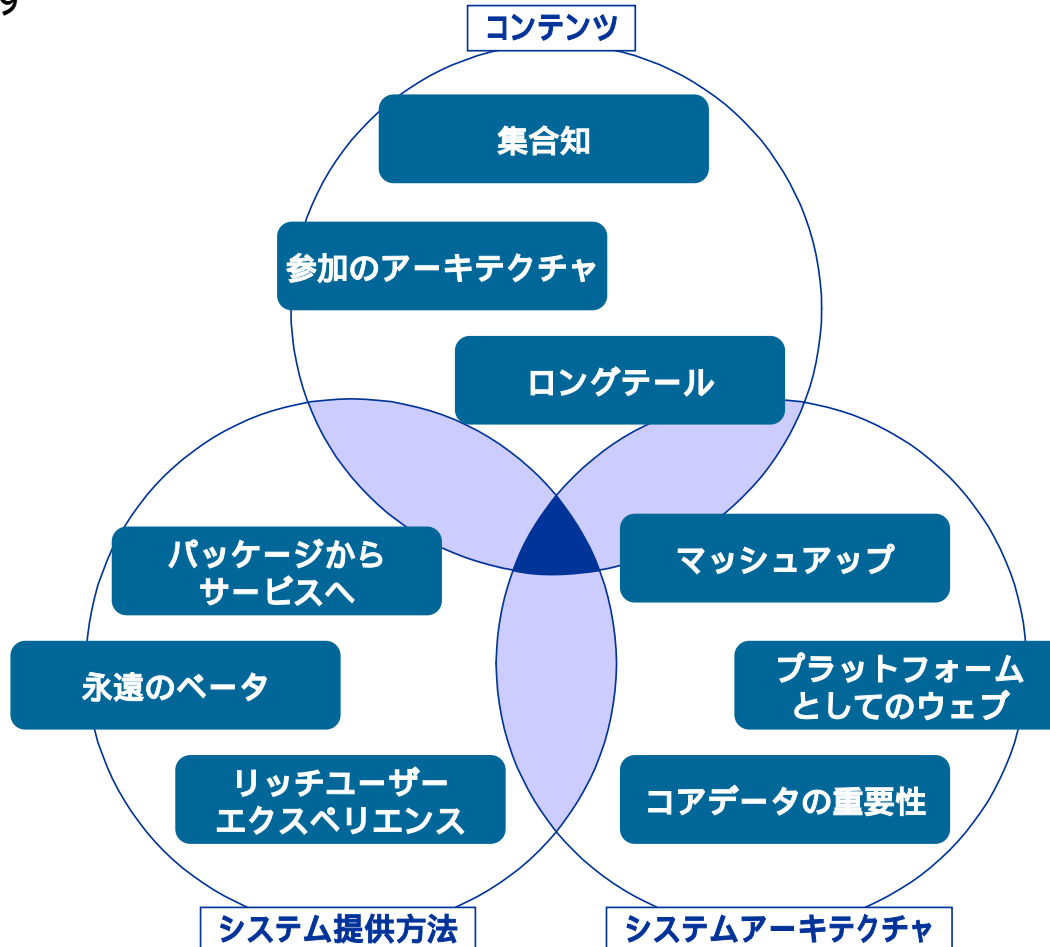 す
コンテンツ
集合知
参加のアーキテクチャ
ロングテール
パッケージから
サービスへ
マッシュアップ
永遠のベータ
プラットフォーム
としてのウェブ
リッチユーザー
エクスペリエンス
コアデータの重要性
システム提供方法
システムアーキテクチャ